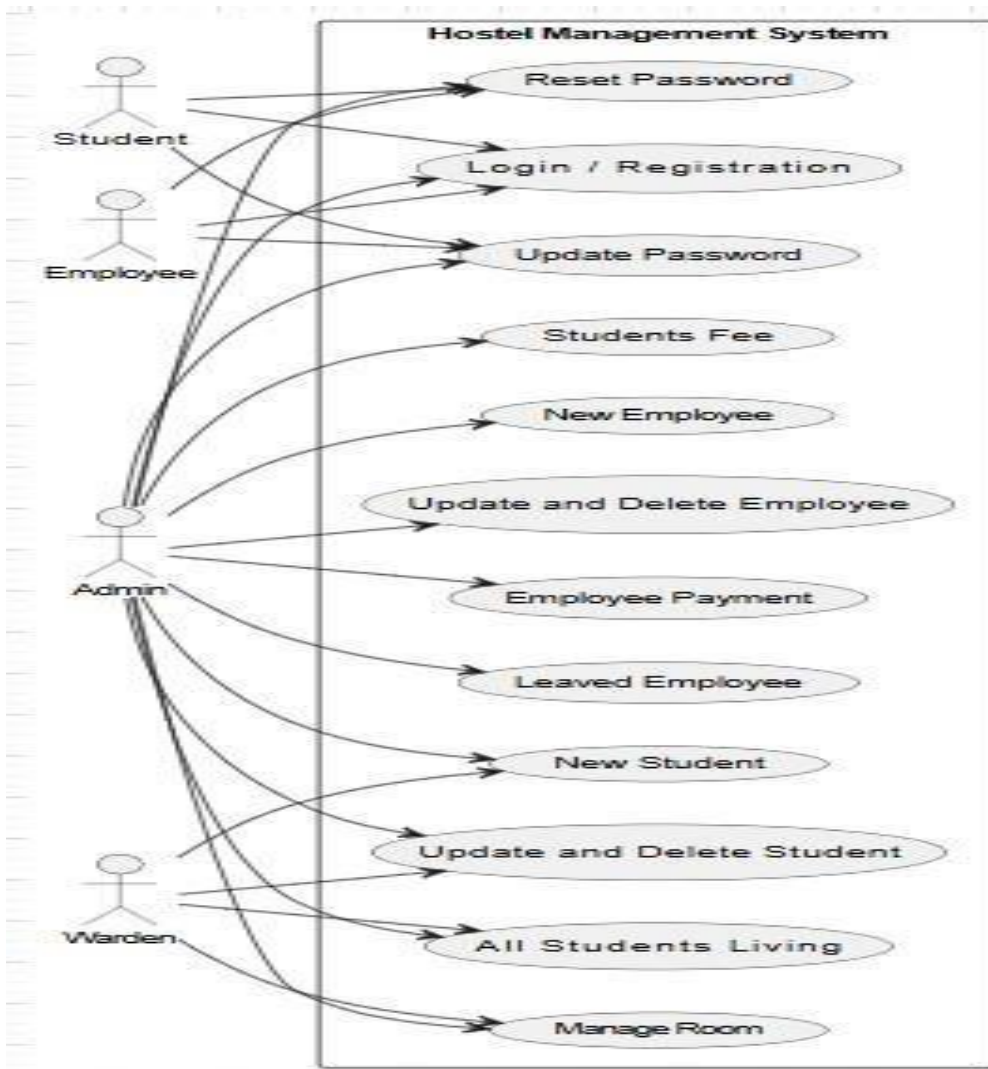 Hostel Management System
Reset Password
Student
Login / Registration
Employee
Update Password
Students Fee
New Employee
Update and Delete Employee
Admin
Employee Payment
Leaved Employee
New Student
Update and Delete Student
Warden
All Students Living
Manage Room